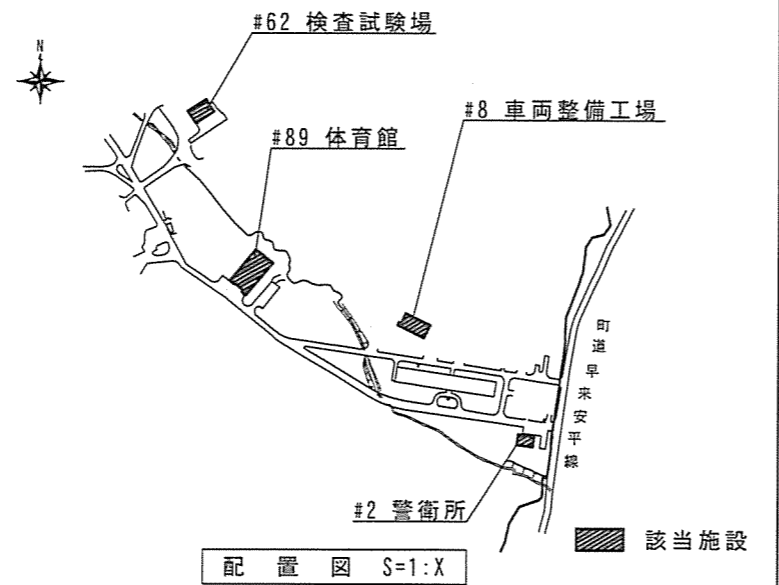 #62 検査試験場
N
#8 車両整備工場
#89 体育館
町道早来安平線
#2 警衛所
該当施設
配置図 S=1:X